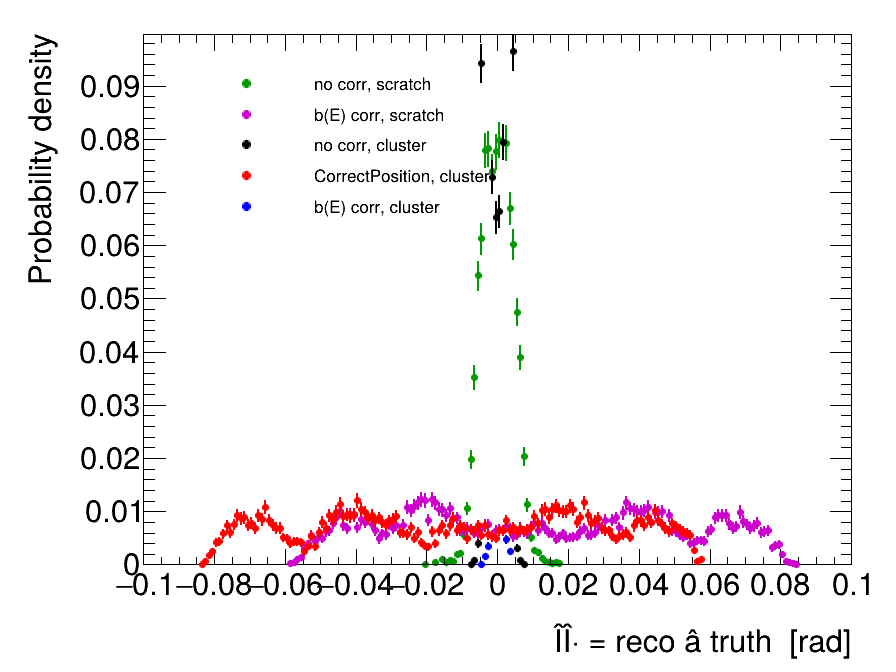 Probability density
no corr, scratch
b(E) corr, scratch
no corr, cluster
CorrectPosition, cluster
b(E) corr, cluster
0.09
0.08
0.07
0.06
0.05
0.04
0.03
0.02
0.01
0
−0.1 −0.08 −0.06 −0.04 −0.02 0 0.02 0.04 0.06 0.08 0.1
ÎÎ· = reco â truth [rad]